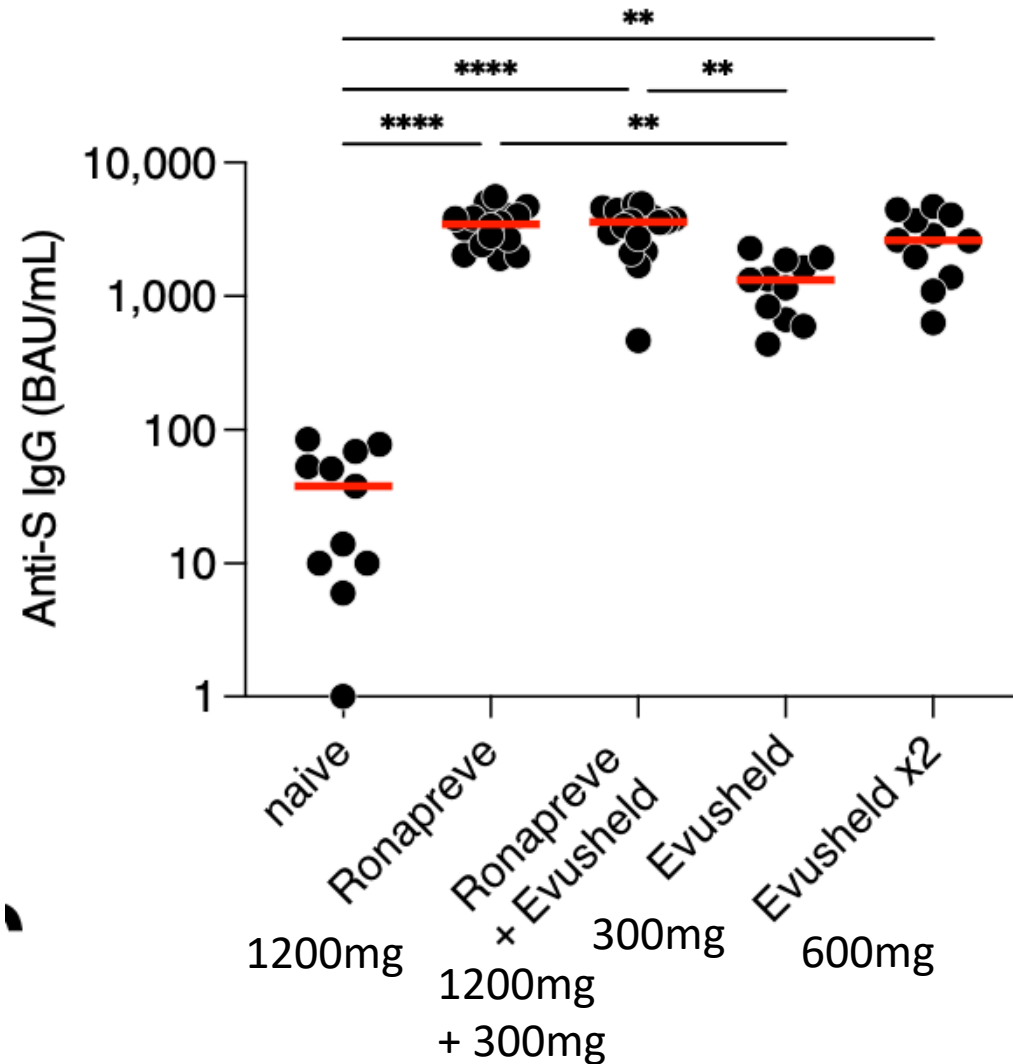 **
**** **
**** **
10,000
1,000
100
10
1
Anti-S IgG (BAU/mL)
naive
Ronapreve
Ronapreve
+ Evusheld
Evusheld
Evusheld x2
1200mg
1200mg
+ 300mg
300mg
600mg